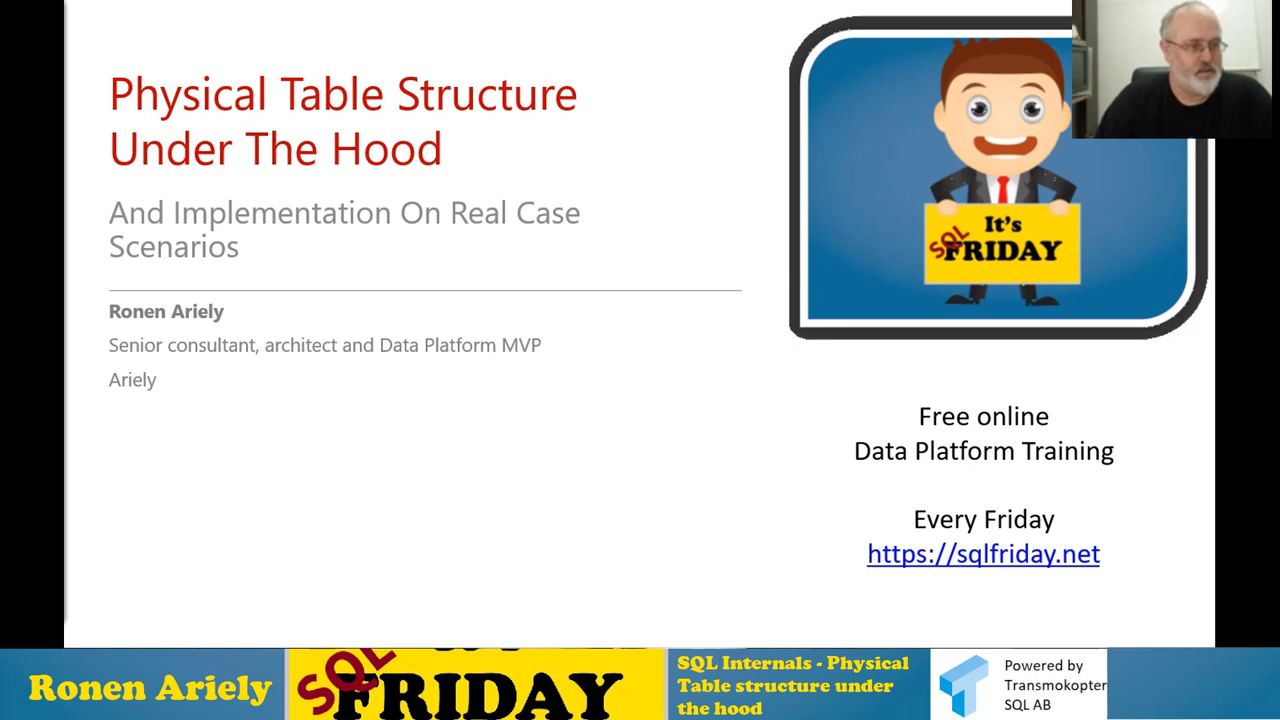 Physical Table Structure
Under The Hood
And Implementation On Real Case
Scenarios
Ronen Ariely
Senior consultant, architect and Data Platform MVP
Ariely
It's
SQL
FRIDAY
Free online
Data Platform Training
Every Friday
https://sqlfriday.net
Ronen Ariely
SQL
FRIDAY
SQL Internals - Physical
Table structure under
the hood
Powered by
Transmokopter
SQL AB